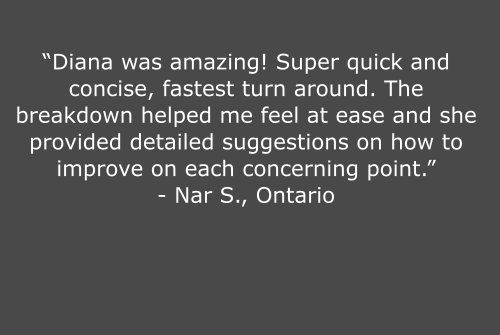 “Diana was amazing! Super quick and
concise, fastest turn around. The
breakdown helped me feel at ease and she
provided detailed suggestions on how to
improve on each concerning point.”
- Nar S., Ontario